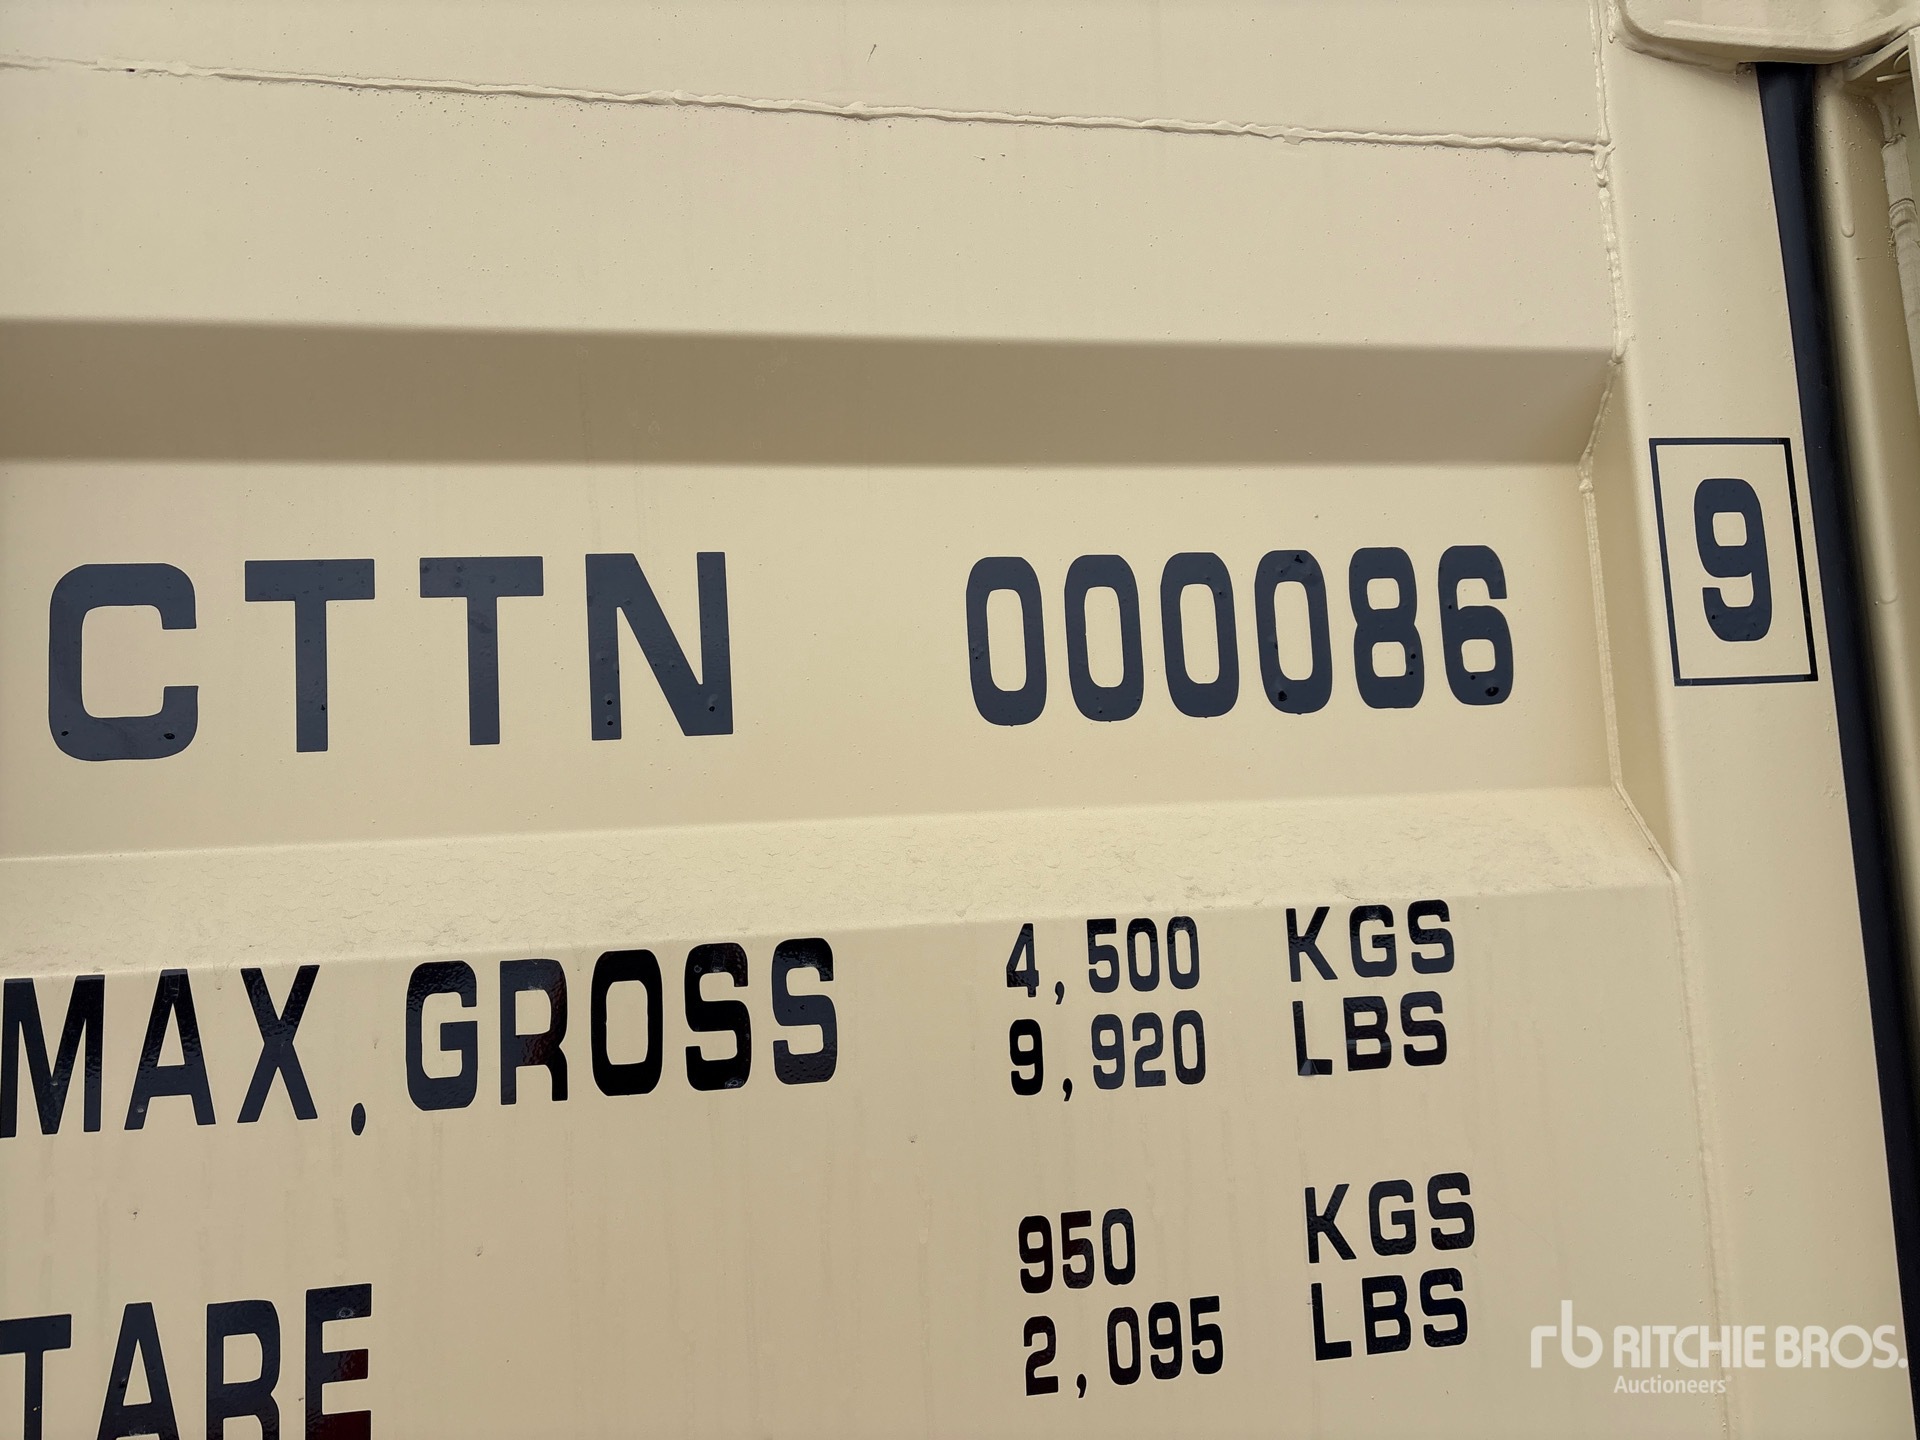 CTTN 000086 9
MAX. GROSS 4,500 KGS
9,920 LBS
950 KGS
TARE 2,095 LBS
rb RITCHIE BROS.
Auctioneers